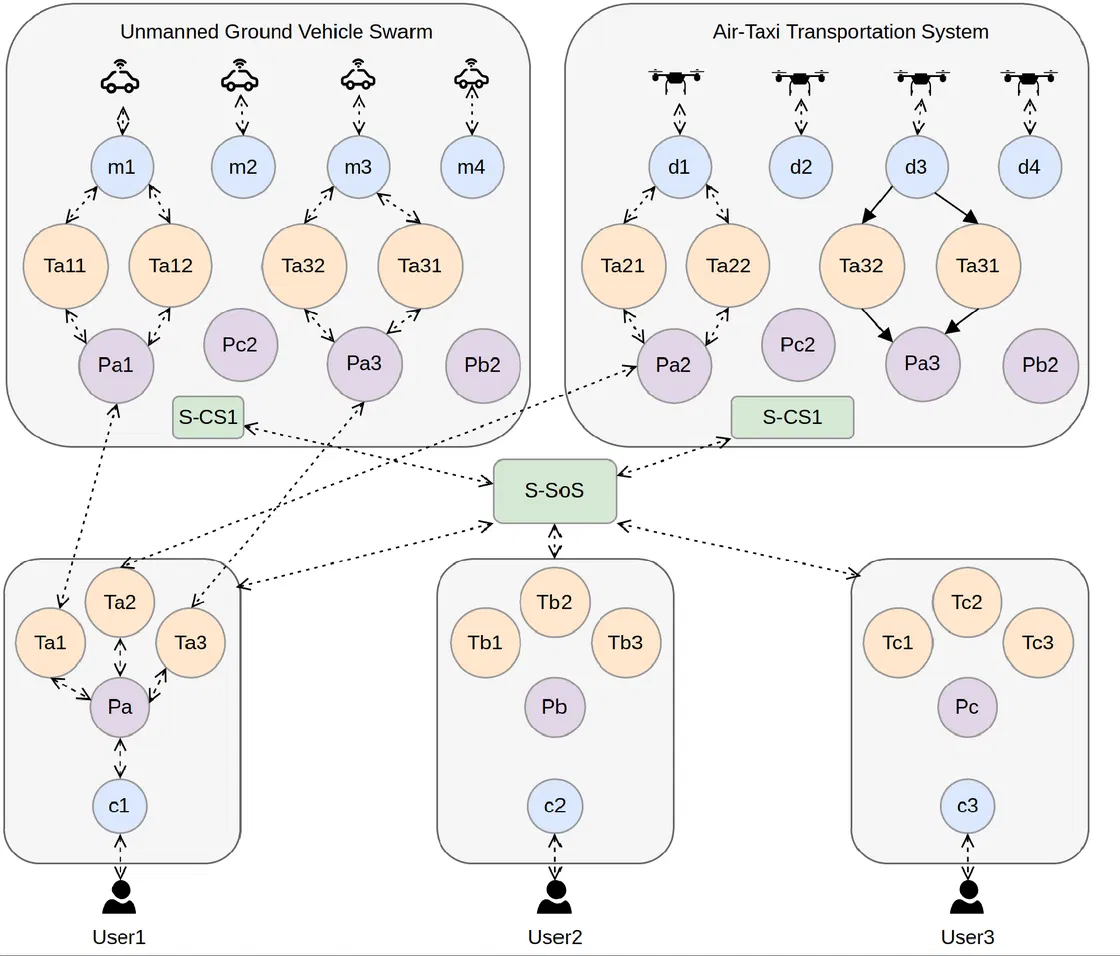 Unmanned Ground Vehicle Swarm
Air-Taxi Transportation System
m1
m2
m3
m4
d1
d2
d3
d4
Ta11
Ta12
Ta32
Ta31
Ta21
Ta22
Ta32
Ta31
Pa1
Pc2
Pa3
Pb2
Pa2
Pc2
Pa3
Pb2
S-CS1
S-CS1
S-SoS
Ta1
Ta2
Ta3
Pa
c1
Tb1
Tb2
Tb3
Pb
c2
Tc1
Tc2
Tc3
Pc
c3
User1
User2
User3